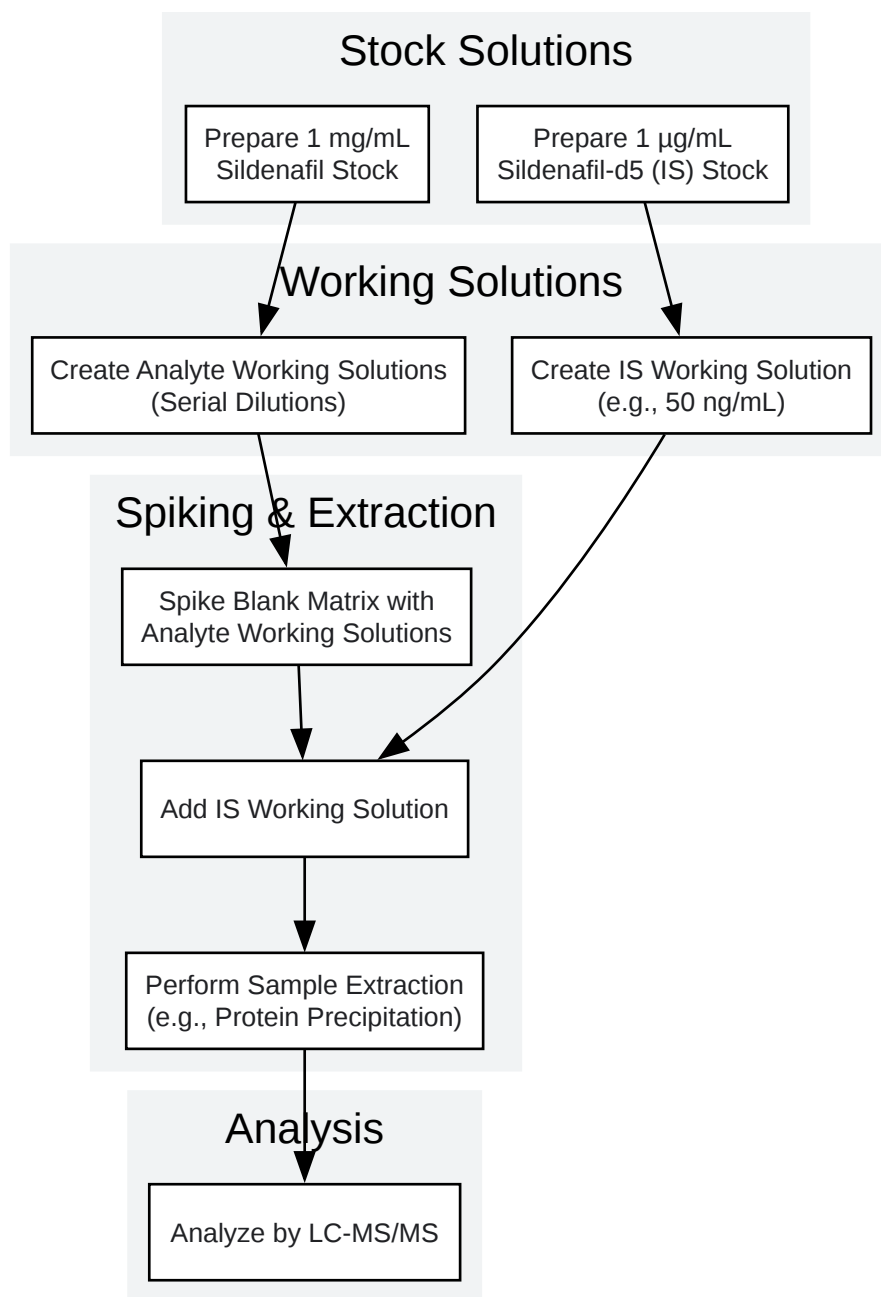 Stock Solutions
Prepare 1 mg/mL
Sildenafil Stock
Prepare 1 µg/mL
Sildenafil-d5 (IS) Stock
Working Solutions
Create Analyte Working Solutions
(Serial Dilutions)
Create IS Working Solution
(e.g., 50 ng/mL)
Spiking & Extraction
Spike Blank Matrix with
Analyte Working Solutions
Add IS Working Solution
Perform Sample Extraction
(e.g., Protein Precipitation)
Analysis
Analyze by LC-MS/MS